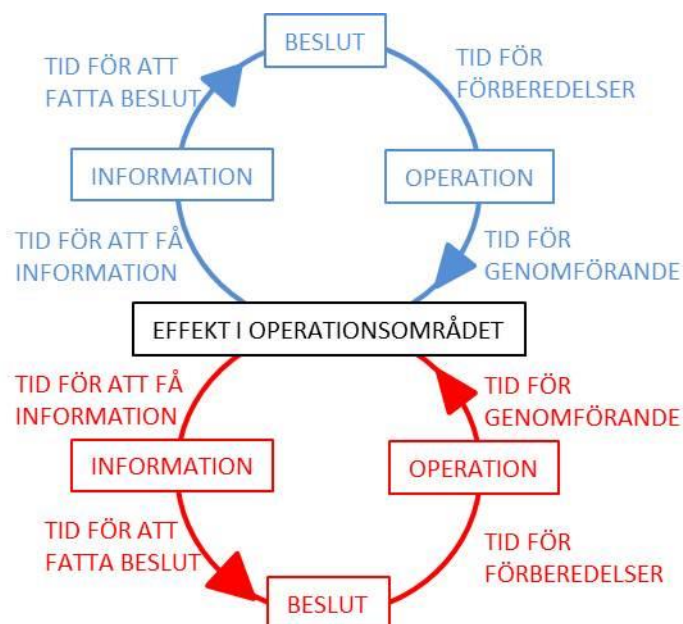 BESLUT
TID FÖR ATT
FATTA BESLUT
TID FÖR
FÖRBEREDELSER
INFORMATION
OPERATION
TID FÖR ATT FÅ
INFORMATION
TID FÖR
GENOMFÖRANDE
EFFEKT I OPERATIONSOMRÅDET
TID FÖR ATT FÅ
INFORMATION
TID FÖR
GENOMFÖRANDE
INFORMATION
OPERATION
TID FÖR ATT
FATTA BESLUT
TID FÖR
FÖRBEREDELSER
BESLUT